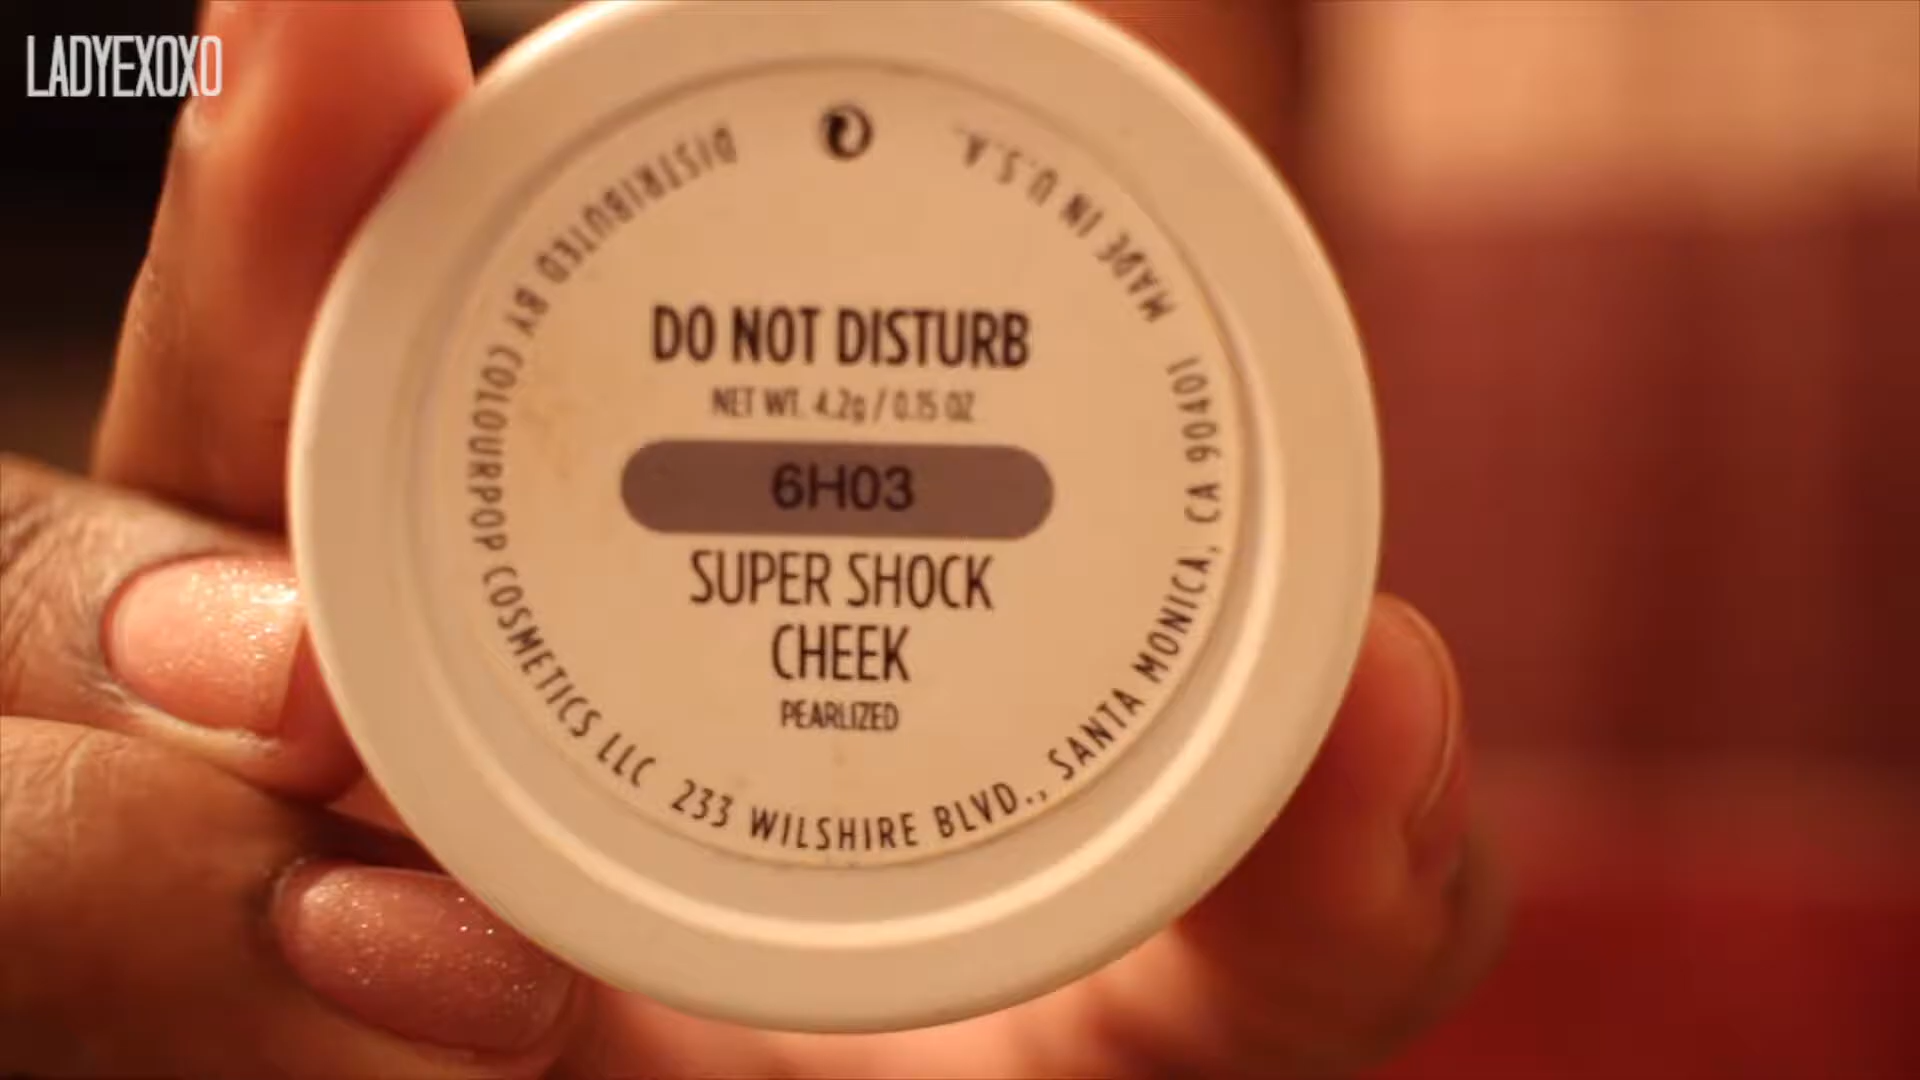 LADYEXOXO
DO NOT DISTURB
NET WT. 4.2g / 0.15 OZ
6H03
SUPER SHOCK
CHEEK
PEARLIZED
DISTRIBUTED BY COLOURPOP COSMETICS LLC 233 WILSHIRE BLVD., SANTA MONICA, CA 90401 MADE IN U.S.A.